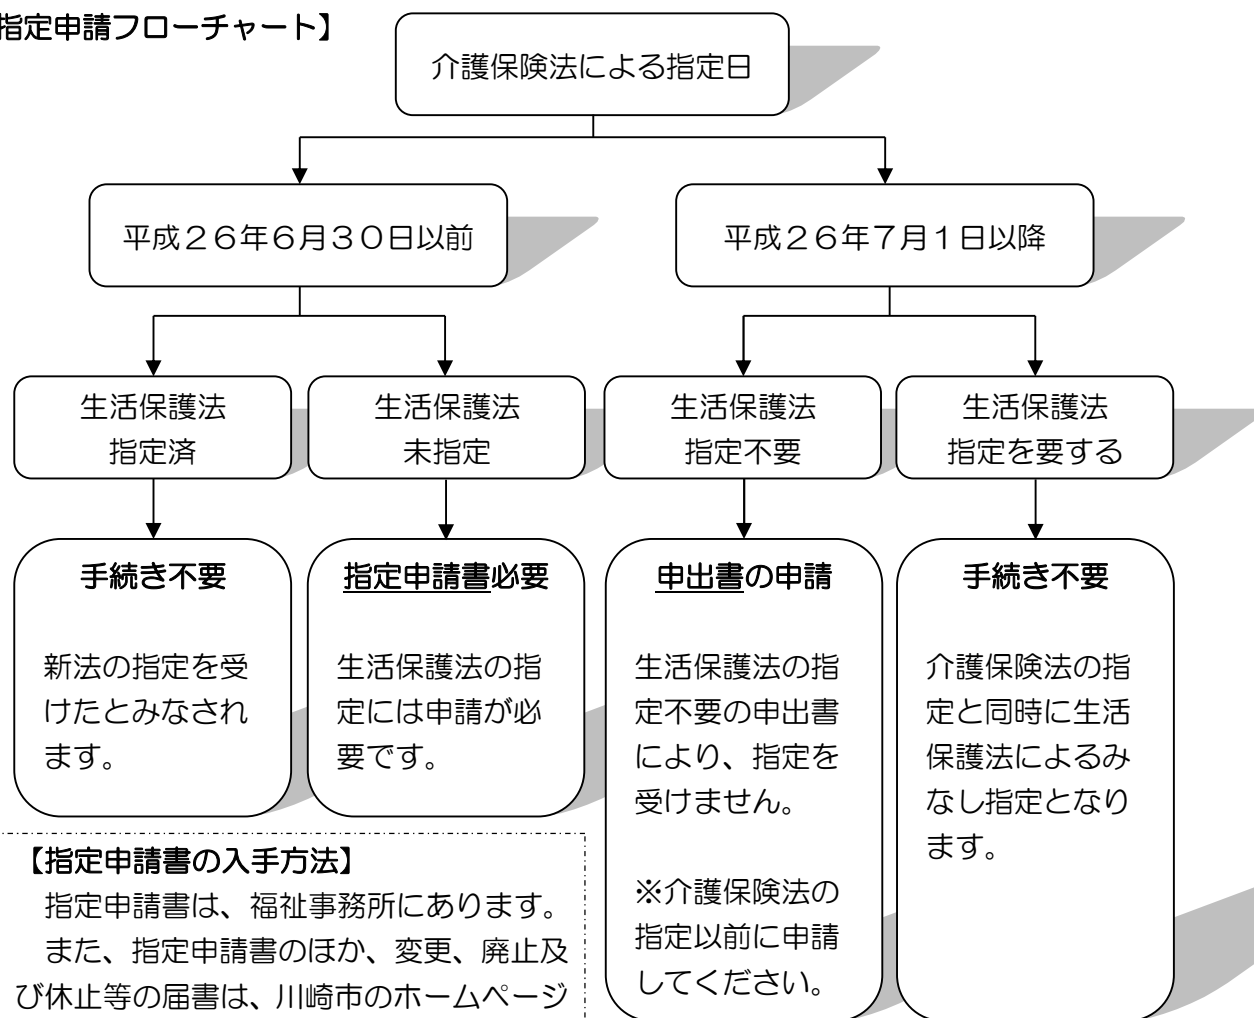 指定申請フローチャート】
介護保険法による指定日
平成２６年６月３０日以前
平成２６年７月１日以降
生活保護法
指定済
生活保護法
未指定
生活保護法
指定不要
生活保護法
指定を要する
手続き不要
新法の指定を受
けたとみなされ
ます。
指定申請書必要
生活保護法の指
定には申請が必
要です。
申出書の申請
生活保護法の指
定不要の申出書
により、指定を
受けません。
※介護保険法の
指定以前に申請
してください。
手続き不要
介護保険法の指
定と同時に生活
保護法によるみ
なし指定となり
ます。
【指定申請書の入手方法】
指定申請書は、福祉事務所にあります。
また、指定申請書のほか、変更、廃止及
び休止等の届書は、川崎市のホームページ